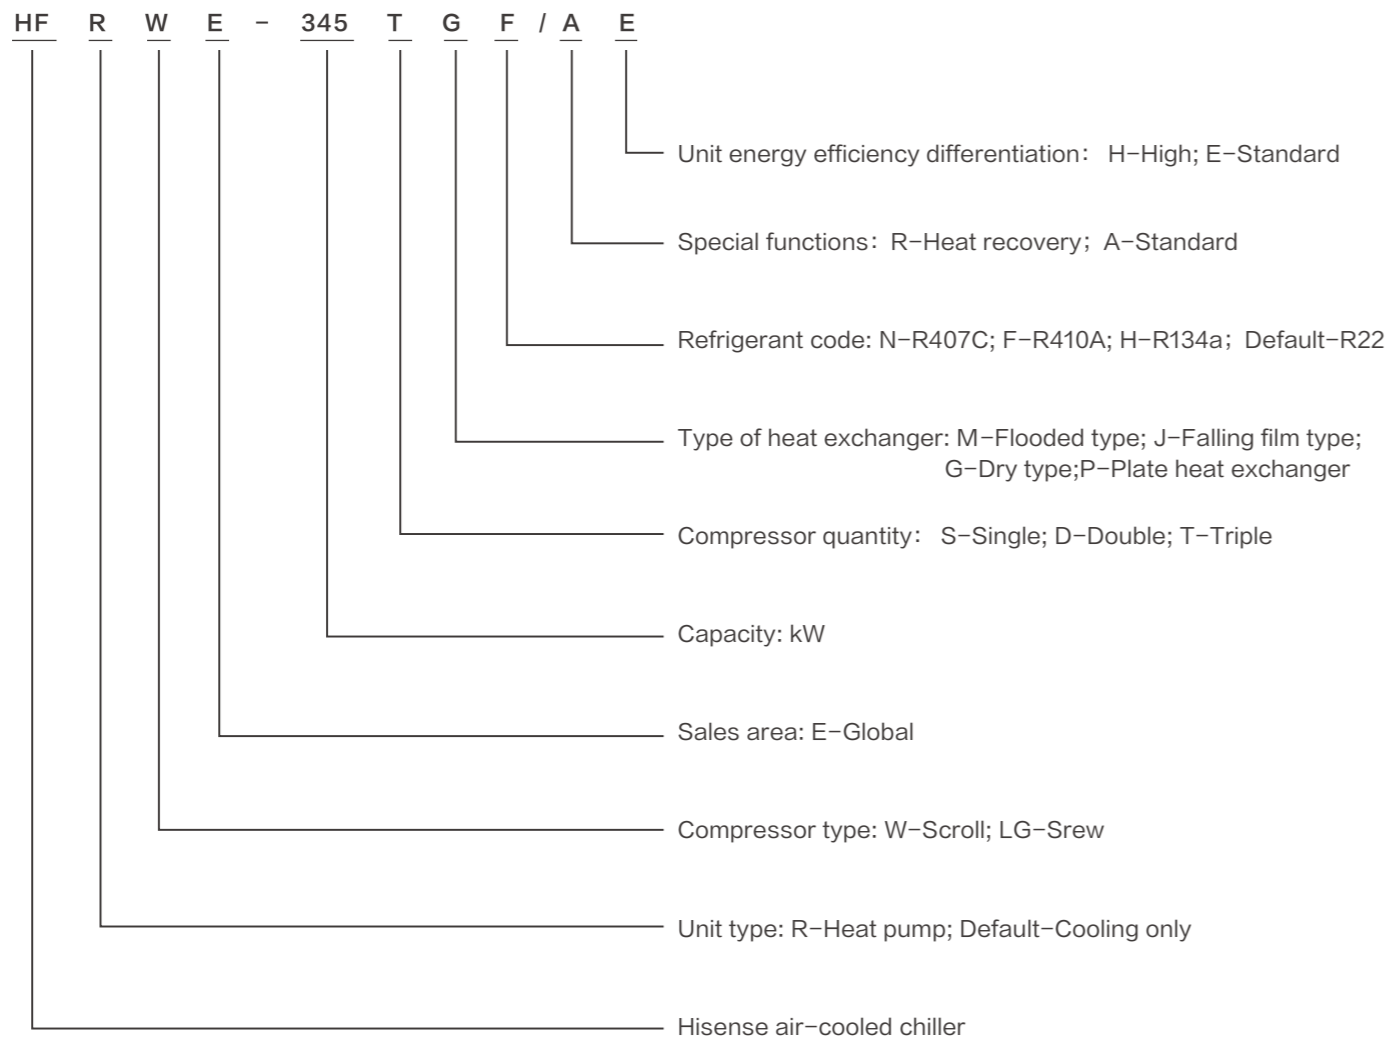 HF R W E - 345 T G F / A E
Unit energy efficiency differentiation： H-High; E-Standard
Special functions：R-Heat recovery；A-Standard
Refrigerant code: N-R407C; F-R410A; H-R134a；Default-R22
Type of heat exchanger: M-Flooded type; J-Falling film type;
G-Dry type;P-Plate heat exchanger
Compressor quantity： S-Single; D-Double; T-Triple
Capacity: kW
Sales area: E-Global
Compressor type: W-Scroll; LG-Srew
Unit type: R-Heat pump; Default-Cooling only
Hisense air-cooled chiller